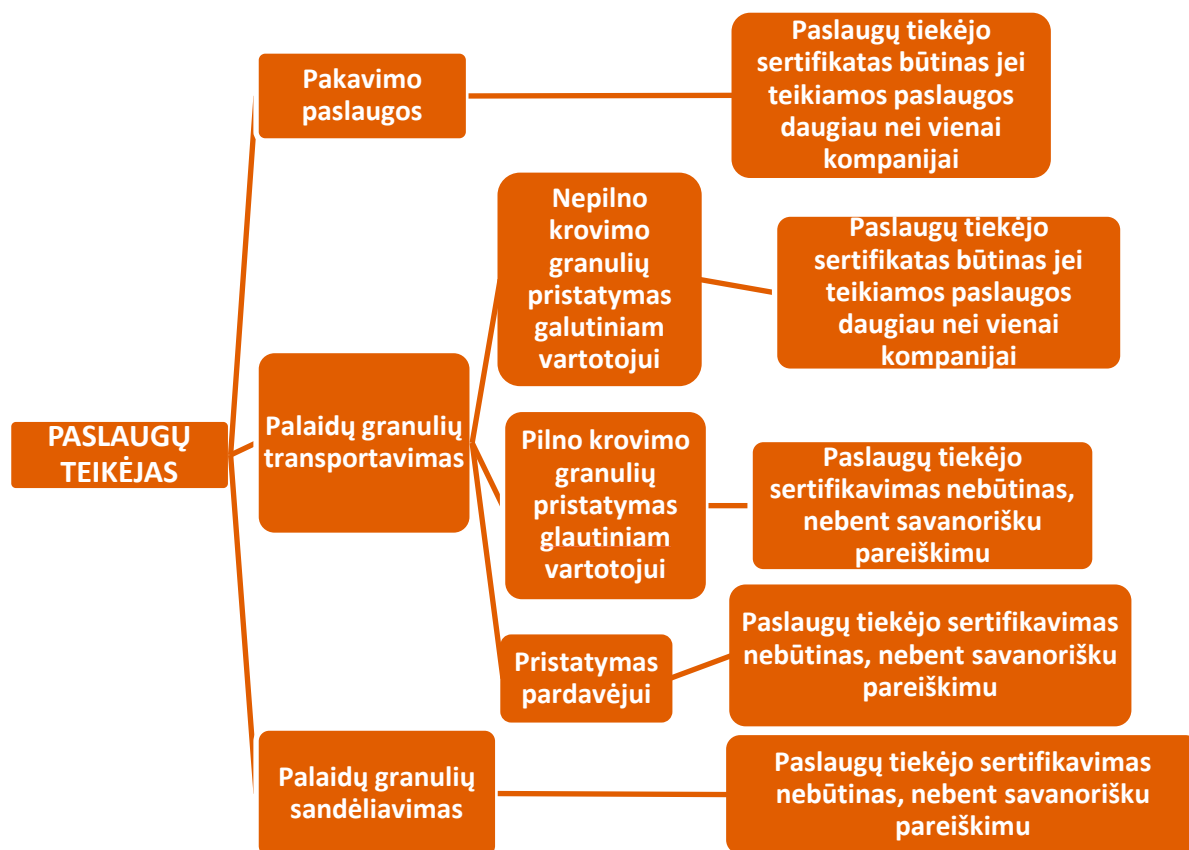 PASLAUGŲ
TEIKĖJAS
Pakavimo
paslaugos
Paslaugų tiekėjo
sertifikatas būtinas jei
teikiamos paslaugos
daugiau nei vienai
kompanijai
Palaidų granulių
transportavimas
Nepilno
krovimo
granulių
pristatymas
galutiniam
vartotojui
Paslaugų tiekėjo
sertifikatas būtinas jei
teikiamos paslaugos
daugiau nei vienai
kompanijai
Pilno krovimo
granulių
pristatymas
glautiniam
vartotojui
Paslaugų tiekėjo
sertifikavimas nebūtinas,
nebent savanorišku
pareiškimu
Pristatymas
pardavėjui
Paslaugų tiekėjo sertifikavimas
nebūtinas, nebent savanorišku
pareiškimu
Palaidų granulių
sandėliavimas
Paslaugų tiekėjo sertifikavimas
nebūtinas, nebent savanorišku
pareiškimu